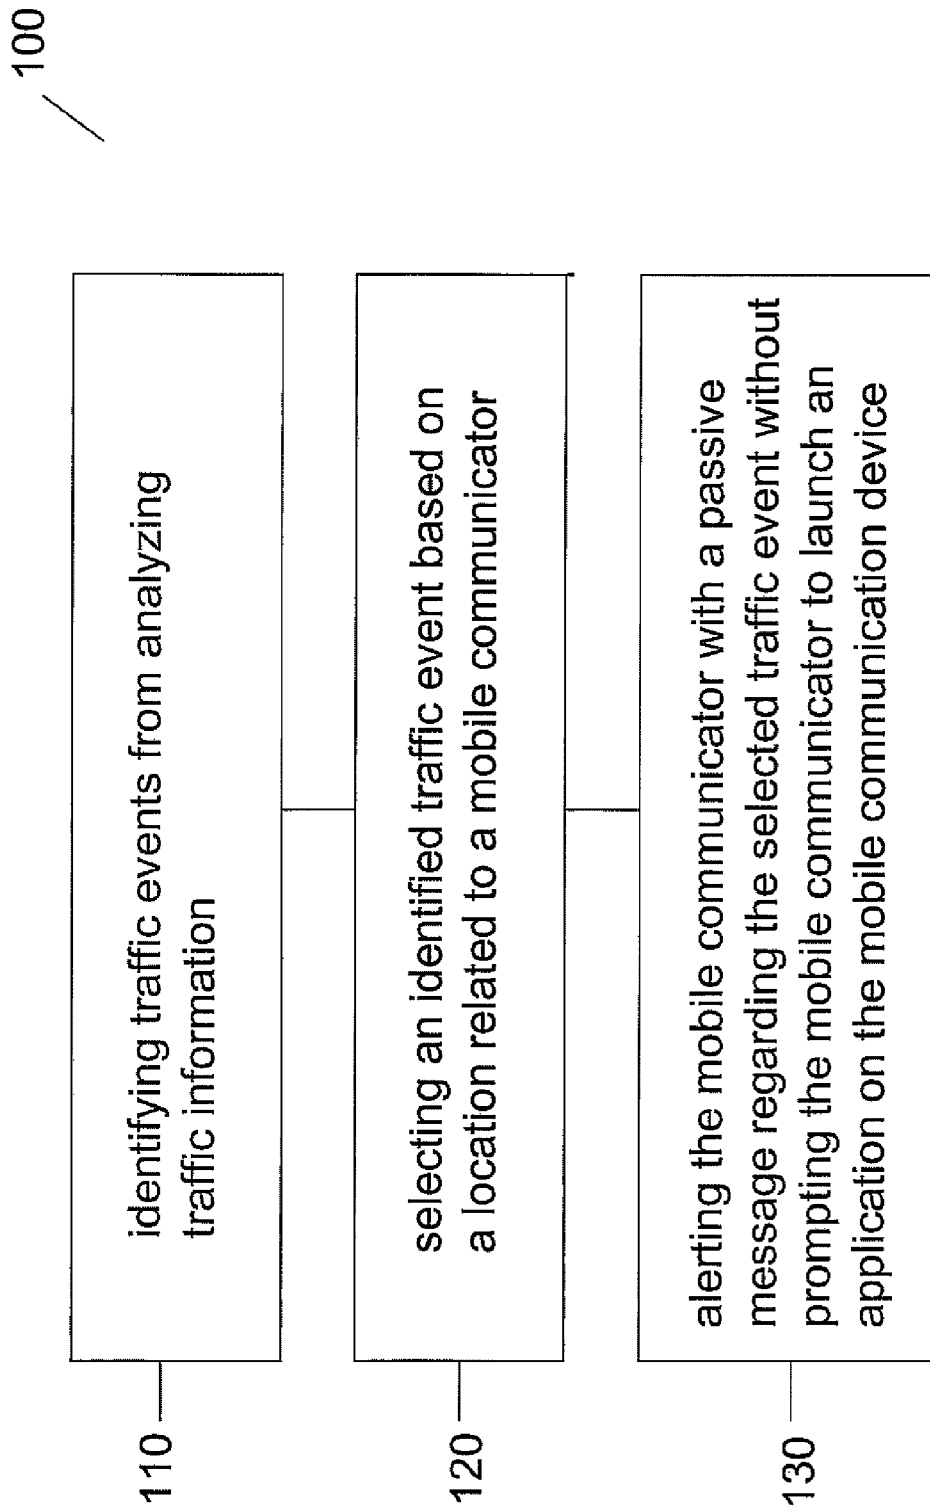 100
110
identifying traffic events from analyzing
traffic information
120
selecting an identified traffic event based on
a location related to a mobile communicator
130
alerting the mobile communicator with a passive
message regarding the selected traffic event without
prompting the mobile communicator to launch an
application on the mobile communication device